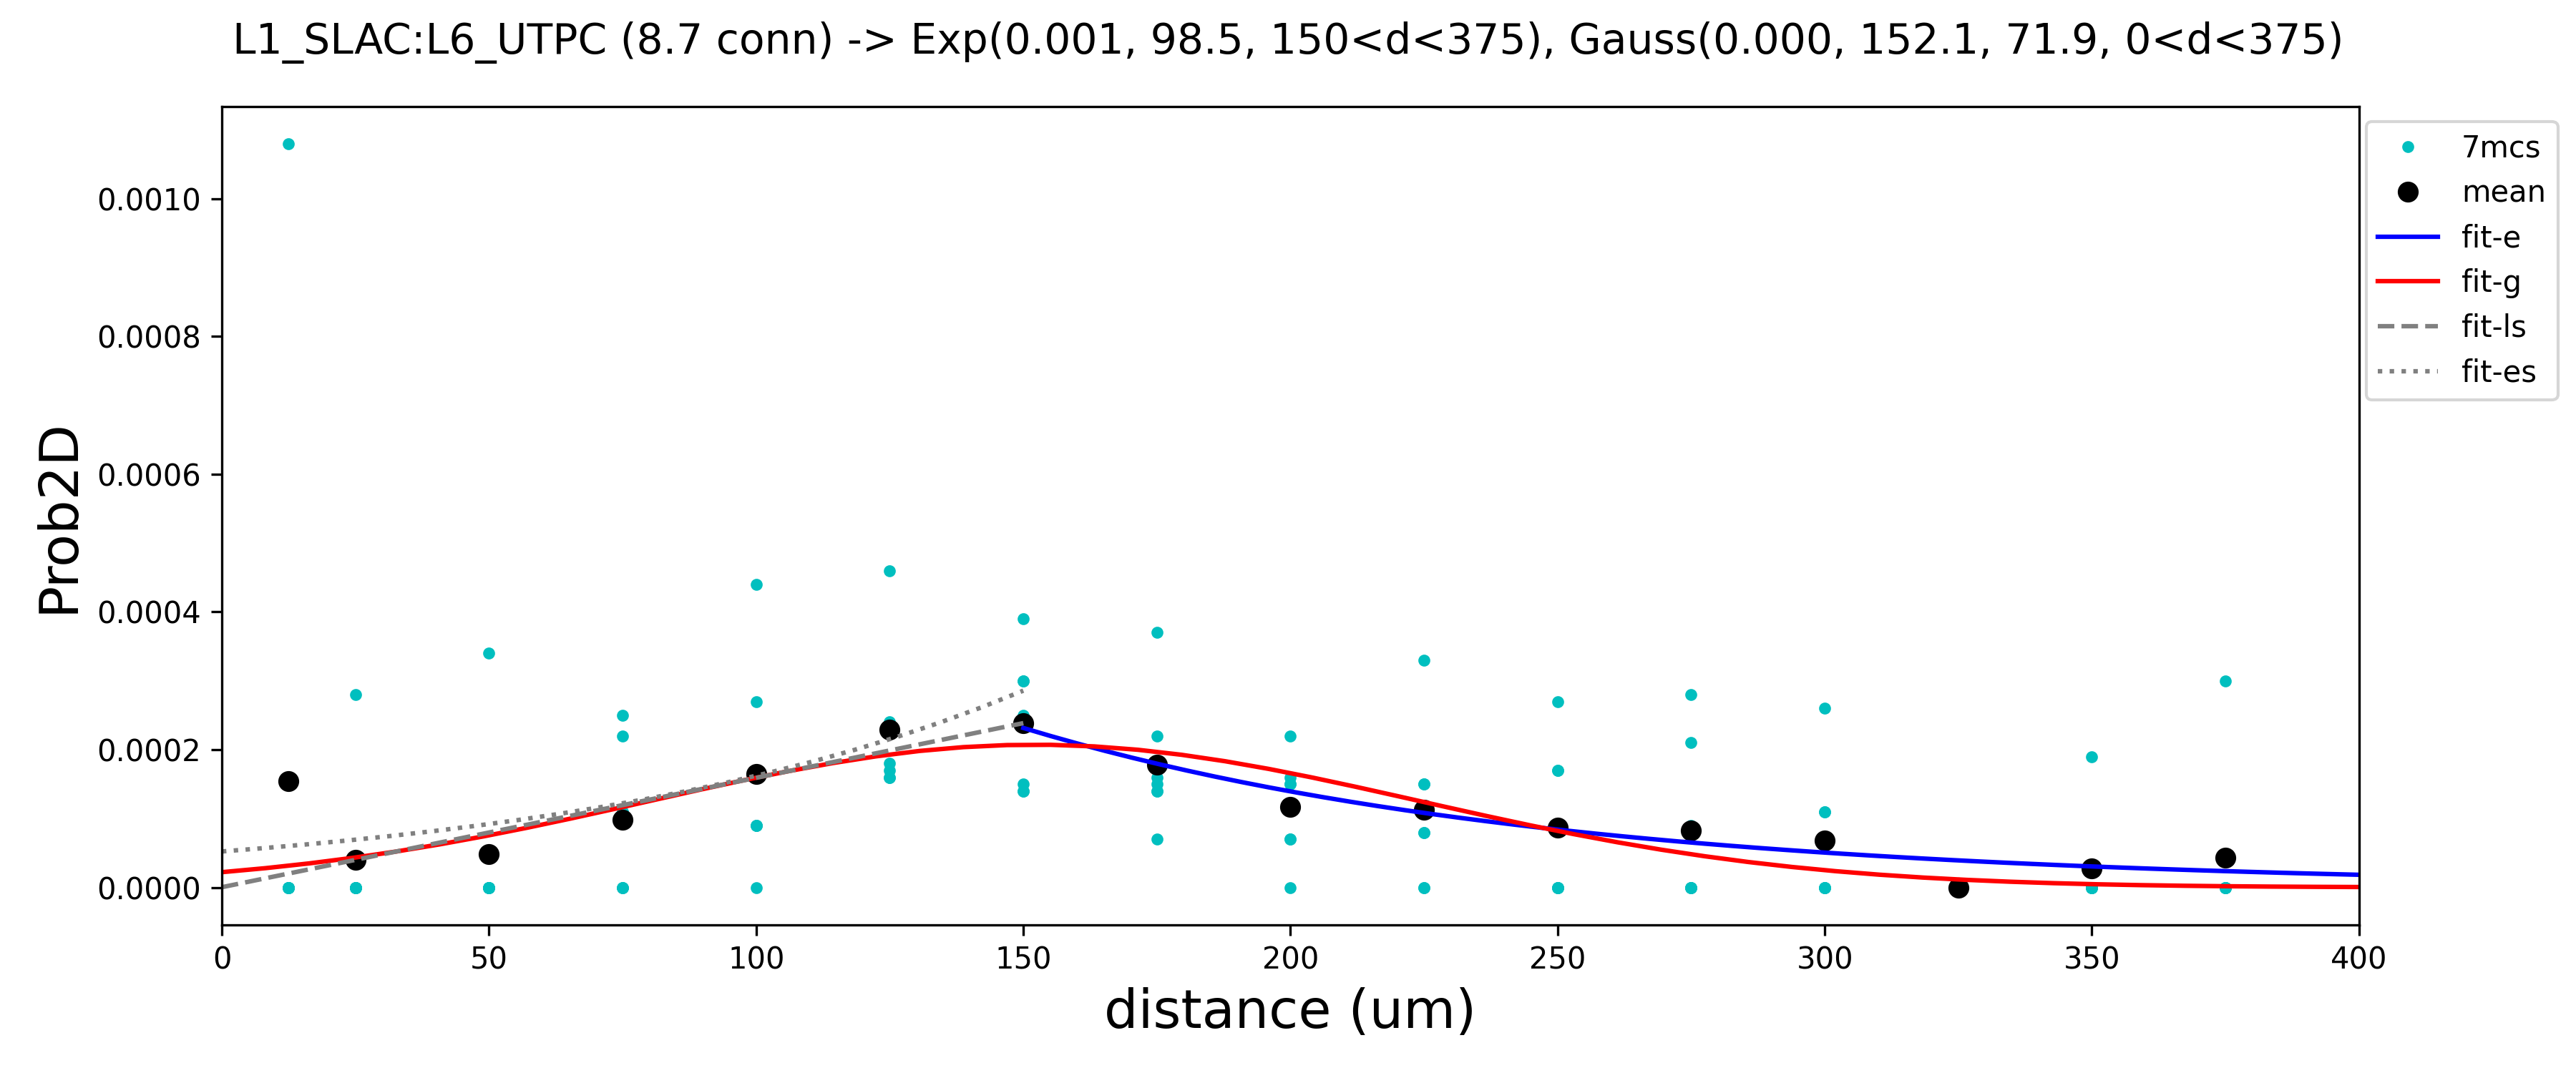 L1_SLAC:L6_UTPC (8.7 conn) -> Exp(0.001, 98.5, 150<d<375), Gauss(0.000, 152.1, 71.9, 0<d<375)
7mcs
mean
fit-e
fit-g
fit-ls
fit-es
Prob2D
0.0010
0.0008
0.0006
0.0004
0.0002
0.0000
0 50 100 150 200 250 300 350 400
distance (um)